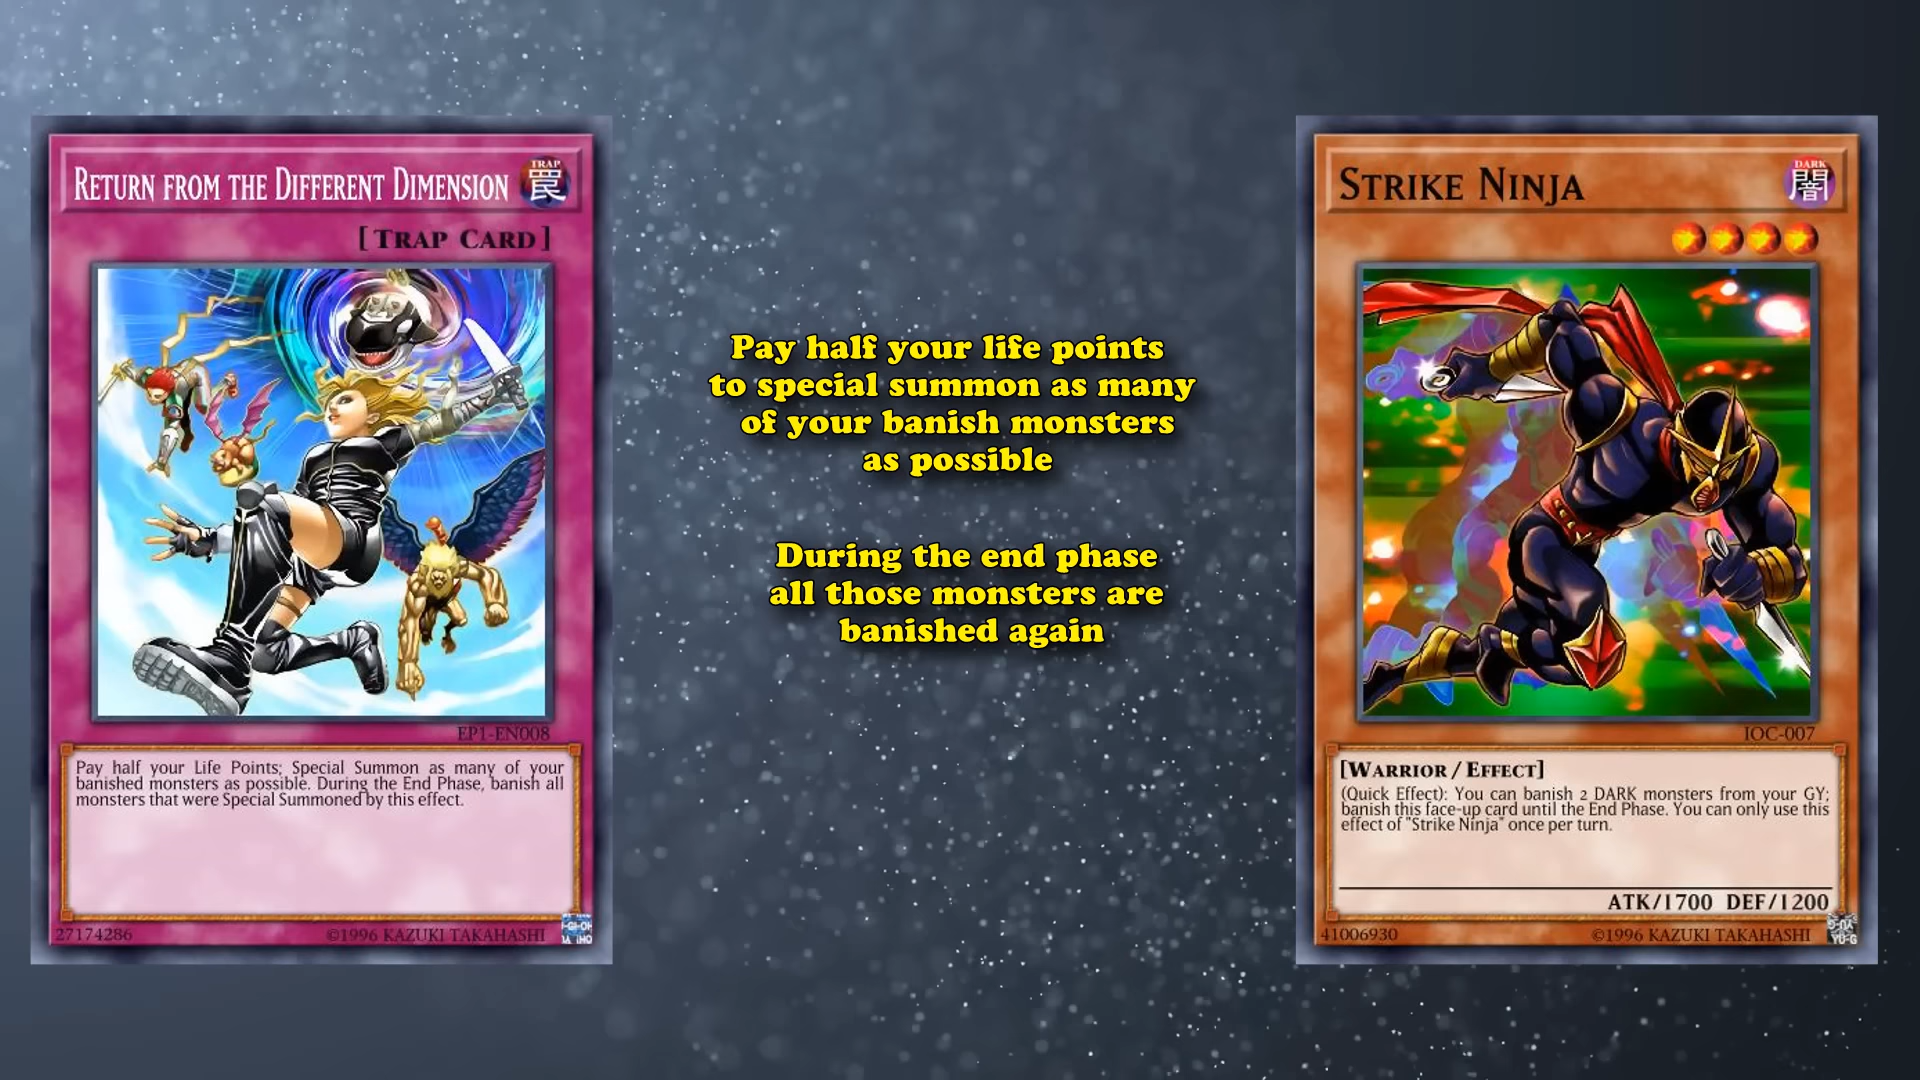 Return from the Different Dimension
TRAP
罠
[Trap Card]
EP1-EN008
Pay half your Life Points; Special Summon as many of your
banished monsters as possible. During the End Phase, banish all
monsters that were Special Summoned by this effect.
27174286
©1996 KAZUKI TAKAHASHI
Pay half your life points
to special summon as many
of your banish monsters
as possible
During the end phase
all those monsters are
banished again
Strike Ninja
DARK
闇
IOC-007
[Warrior / Effect]
(Quick Effect): You can banish 2 DARK monsters from your GY;
banish this face-up card until the End Phase. You can only use this
effect of "Strike Ninja" once per turn.
ATK/1700 DEF/1200
41006930
©1996 KAZUKI TAKAHASHI